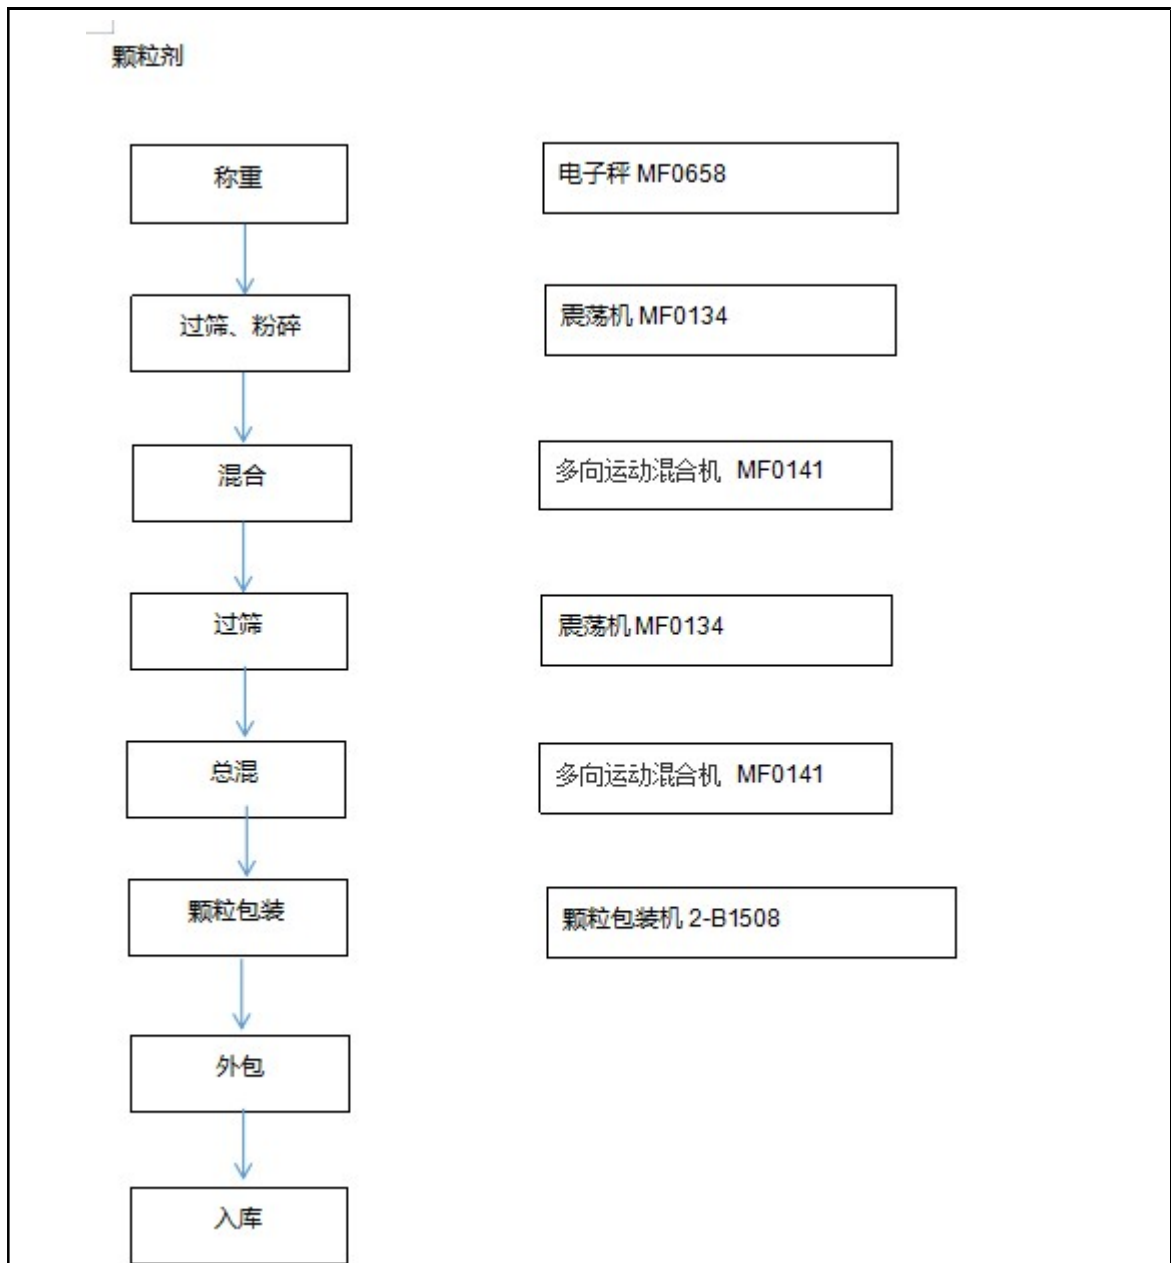 颗粒剂
称重
电子秤 MF0658
过筛、粉碎
震荡机 MF0134
混合
多向运动混合机 MF0141
过筛
震荡机 MF0134
总混
多向运动混合机 MF0141
颗粒包装
颗粒包装机 2-B1508
外包
入库